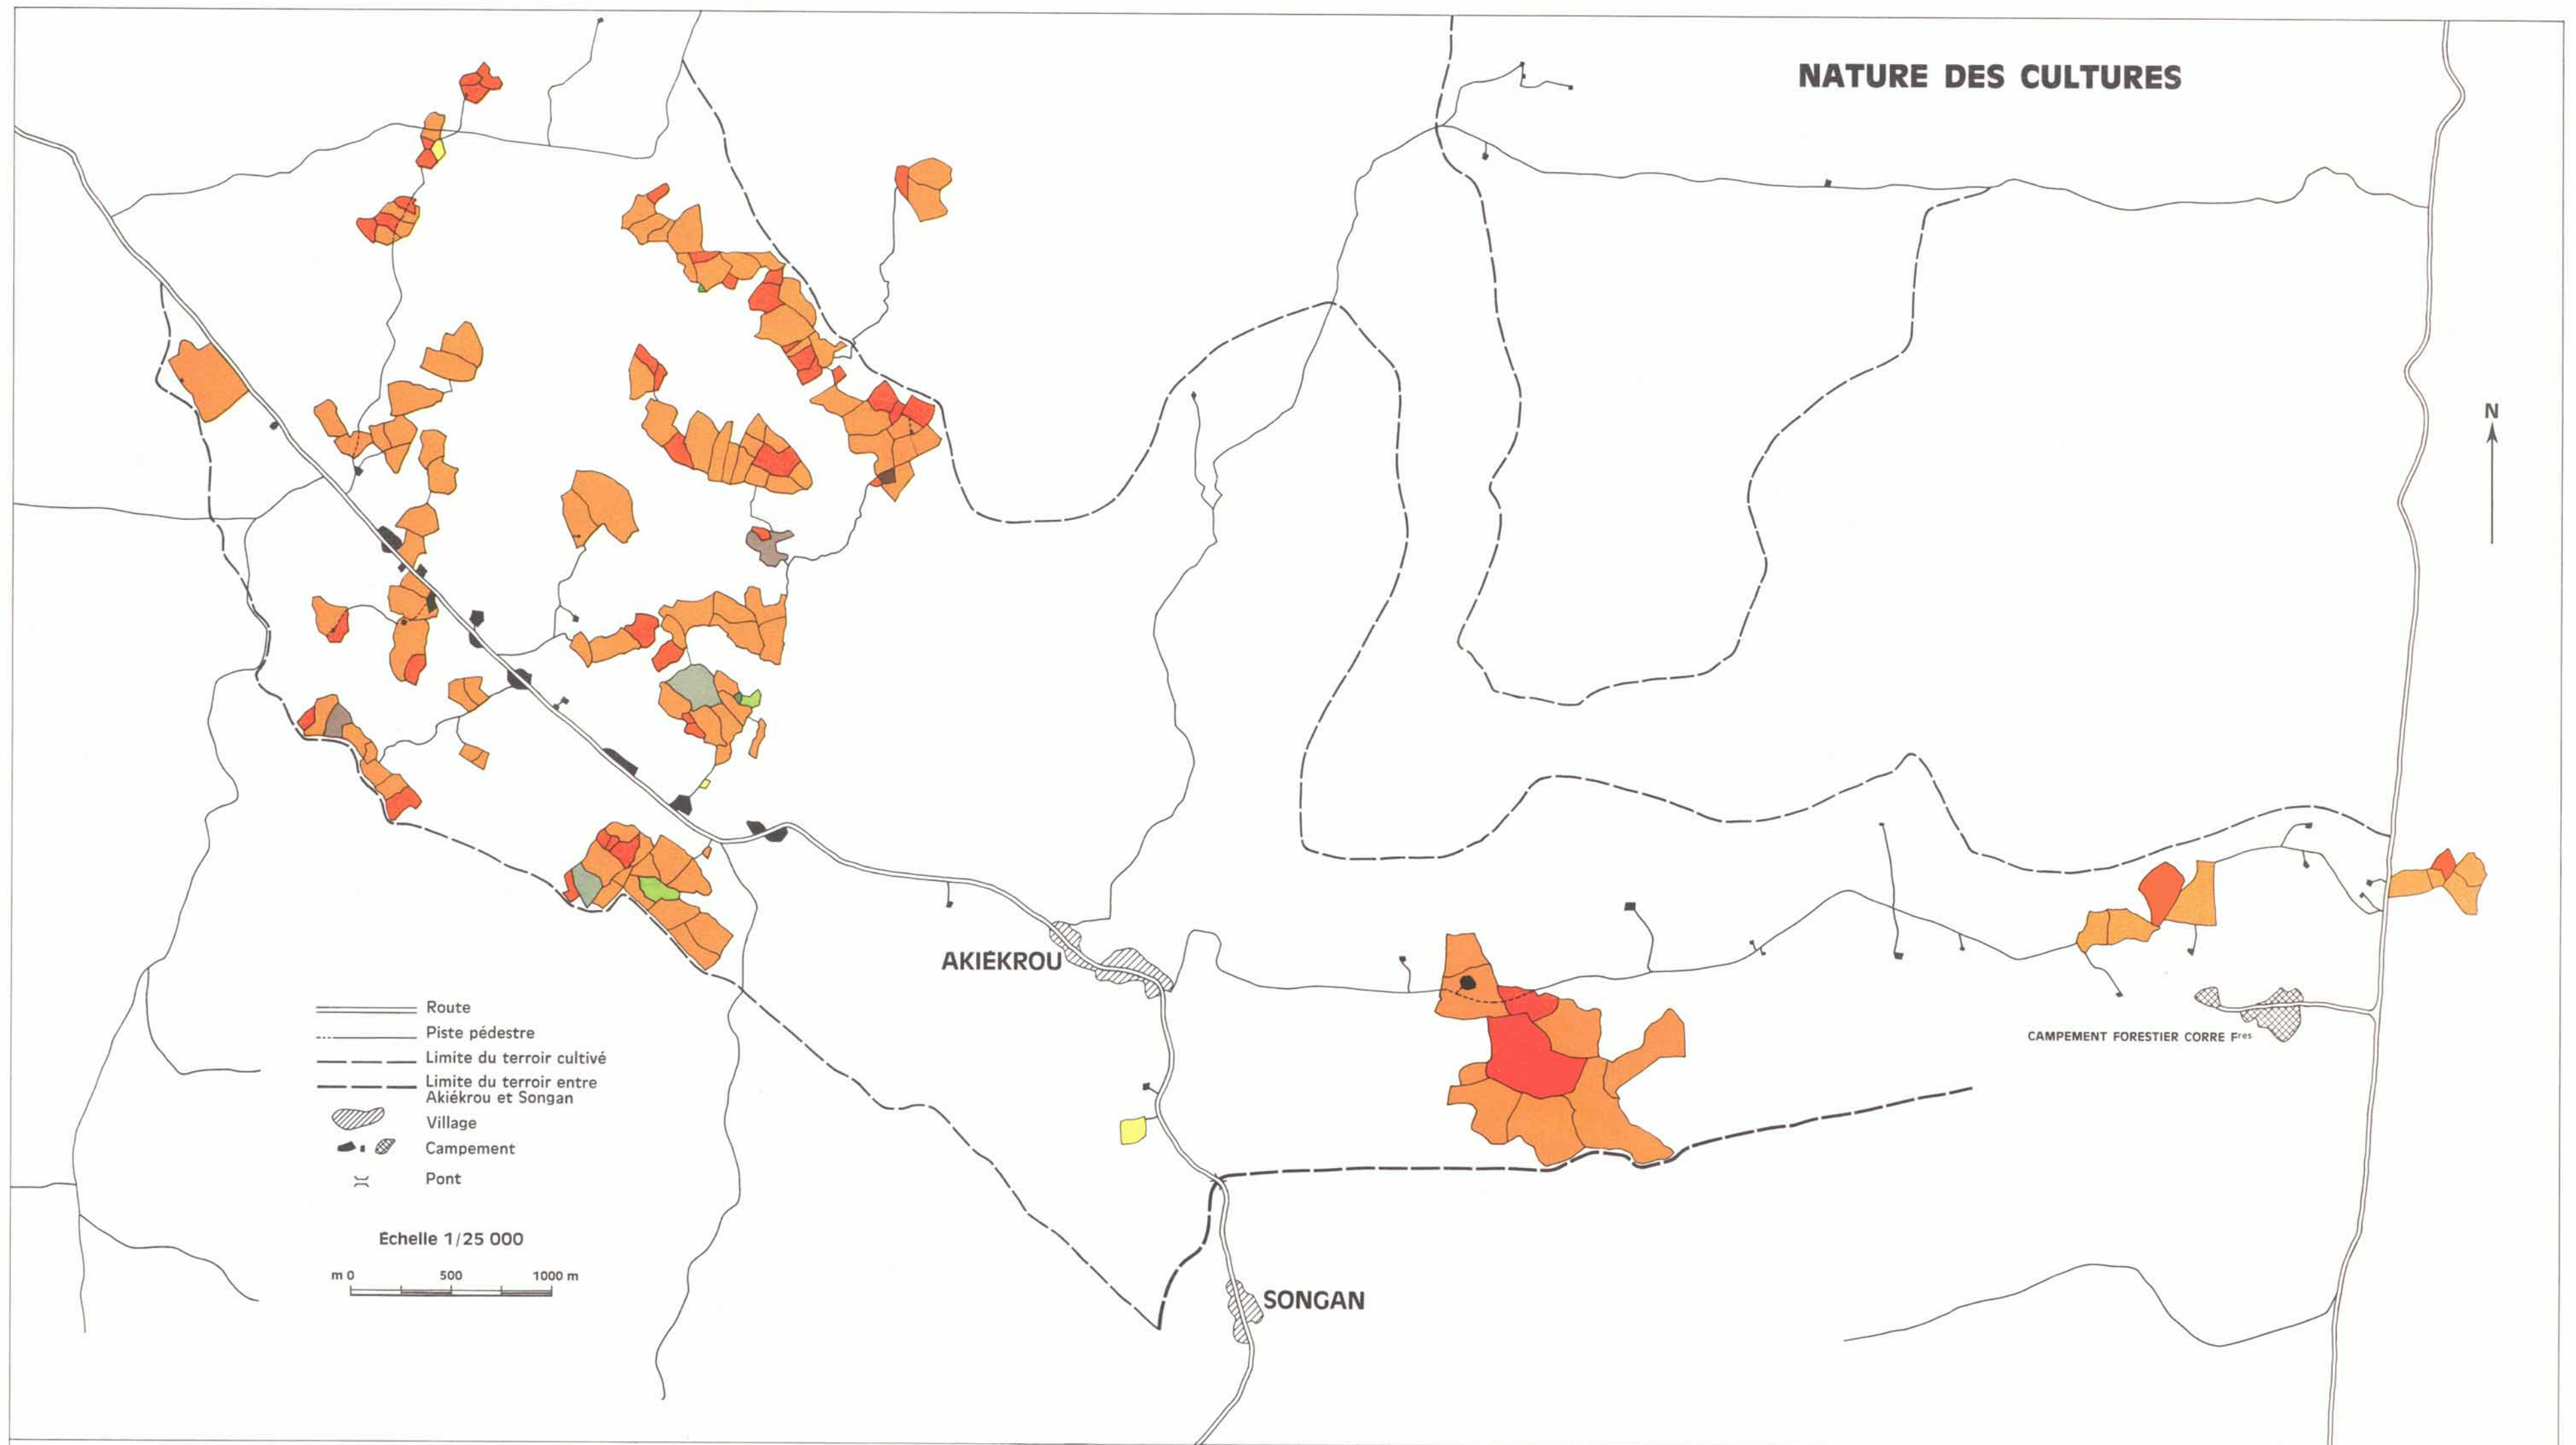 NATURE DES CULTURES
N
AKIÉKROU
CAMPEMENT FORESTIER CORRE Fres
Route
Piste pédestre
Limite du terroir cultivé
Limite du terroir entre
Akiékrou et Songan
Village
Campement
Pont
Échelle 1/25 000
m 0 500 1000 m
SONGAN